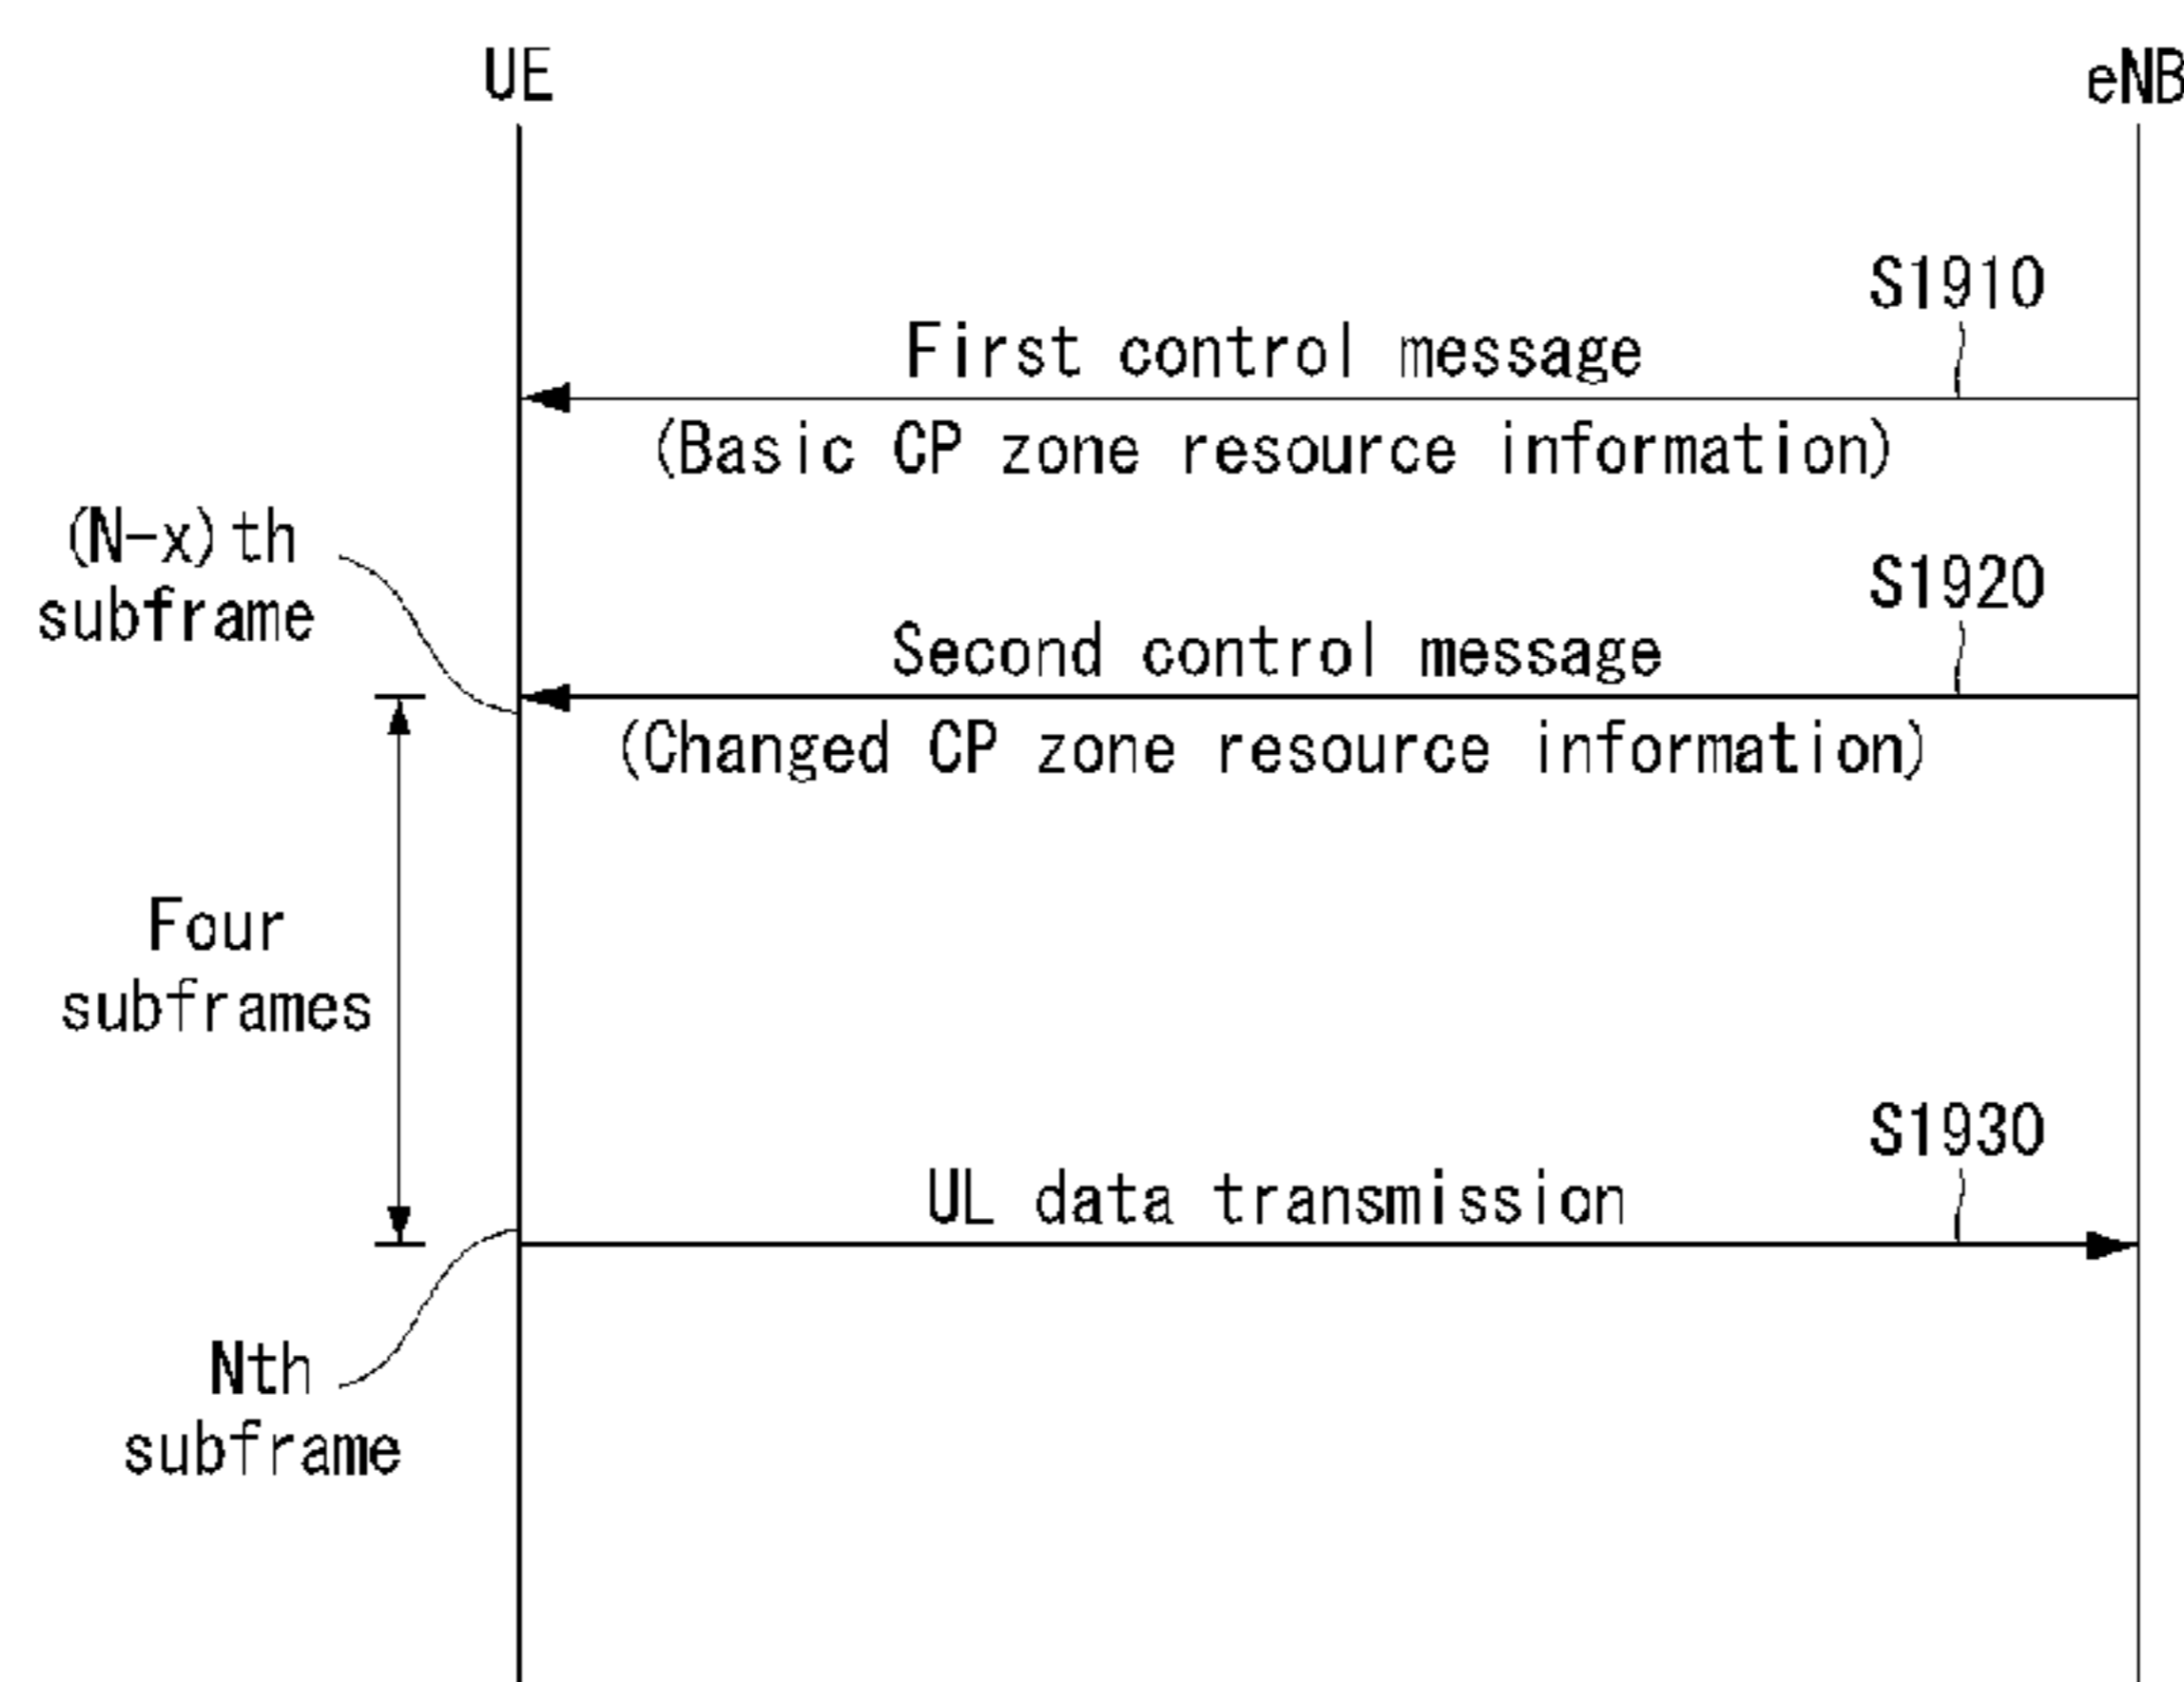 UE
eNB
S1910
First control message
(Basic CP zone resource information)
(N-x)th
subframe
S1920
Second control message
(Changed CP zone resource information)
Four
subframes
S1930
UL data transmission
Nth
subframe